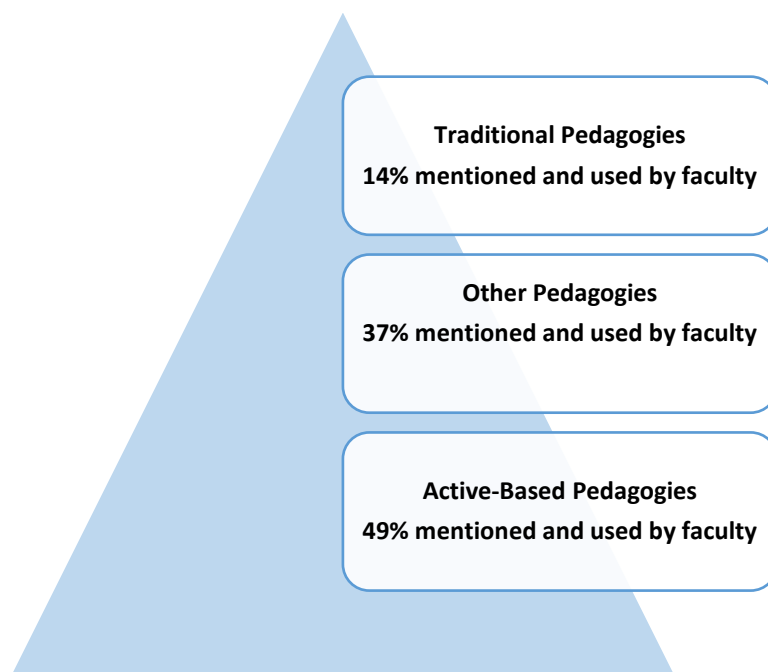 Traditional Pedagogies
14% mentioned and used by faculty
Other Pedagogies
37% mentioned and used by faculty
Active-Based Pedagogies
49% mentioned and used by faculty